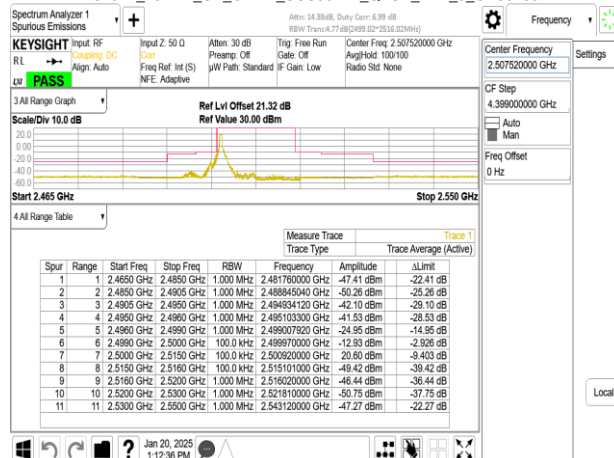 Spectrum Analyzer 1
Spurious Emissions
Attn: 14.88dB, Duty Corr: 6.99 dB
RBW Trans:4.77dB(2499.02~2516.02MHz)
Frequency
KEYSIGHT Input: RF Input Z: 50 Ω Atten: 30 dB Trig: Free Run Center Freq: 2.507520000 GHz
RL Coupling: DC Corr Preamp: Off Gate: Off Avg|Hold: 100/100
Align: Auto Freq Ref: Int (S) µW Path: Standard IF Gain: Low Radio Std: None
NFE: Adaptive
LXI PASS
Center Frequency
2.507520000 GHz
Settings
CF Step
4.399000000 GHz
Auto
Man
Freq Offset
0 Hz
3 All Range Graph
Ref Lvl Offset 21.32 dB
Scale/Div 10.0 dB Ref Value 30.00 dBm
20.0
0.00
-20.0
-40.0
-60.0
Start 2.465 GHz Stop 2.550 GHz
4 All Range Table
Measure Trace Trace 1
Trace Type Trace Average (Active)
Spur Range Start Freq Stop Freq RBW Frequency Amplitude ΔLimit
1 1 2.4650 GHz 2.4850 GHz 1.000 MHz 2.481760000 GHz -47.41 dBm -22.41 dB
2 2 2.4850 GHz 2.4905 GHz 1.000 MHz 2.488845040 GHz -50.26 dBm -25.26 dB
3 3 2.4905 GHz 2.4950 GHz 1.000 MHz 2.494934120 GHz -42.10 dBm -29.10 dB
4 4 2.4950 GHz 2.4960 GHz 1.000 MHz 2.495103300 GHz -41.53 dBm -28.53 dB
5 5 2.4960 GHz 2.4990 GHz 1.000 MHz 2.499007920 GHz -24.95 dBm -14.95 dB
6 6 2.4990 GHz 2.5000 GHz 100.0 kHz 2.499970000 GHz -12.93 dBm -2.926 dB
7 7 2.5000 GHz 2.5150 GHz 100.0 kHz 2.500920000 GHz 20.60 dBm -9.403 dB
8 8 2.5150 GHz 2.5160 GHz 100.0 kHz 2.515101000 GHz -49.42 dBm -39.42 dB
9 9 2.5160 GHz 2.5200 GHz 1.000 MHz 2.516020000 GHz -46.44 dBm -36.44 dB
10 10 2.5200 GHz 2.5300 GHz 1.000 MHz 2.521810000 GHz -50.75 dBm -37.75 dB
11 11 2.5300 GHz 2.5500 GHz 1.000 MHz 2.543120000 GHz -47.27 dBm -22.27 dB
Local
Jan 20, 2025
1:12:36 PM